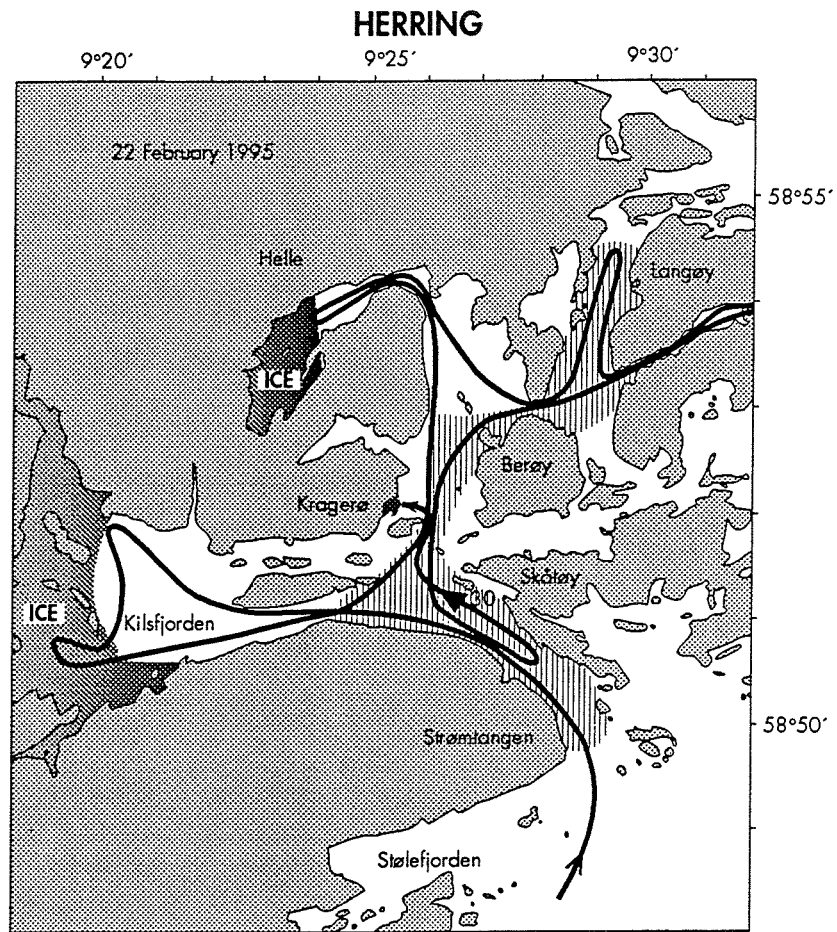 HERRING
9°20´ 9°25´ 9°30´
22 February 1995
58°55´
Helle
Langøy
ICE
Berøy
Kragerø
Skåtøy
30
ICE
Kilsfjorden
Strømtangen
58°50´
Stølefjorden